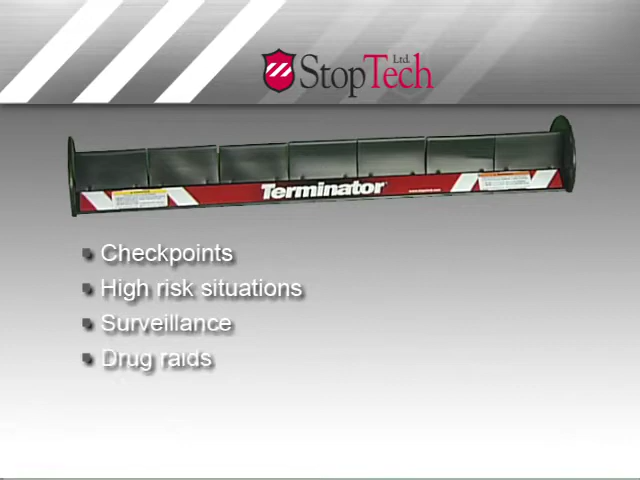 StopTech Ltd.
Terminator
Checkpoints
High risk situations
Surveillance
Drug raids